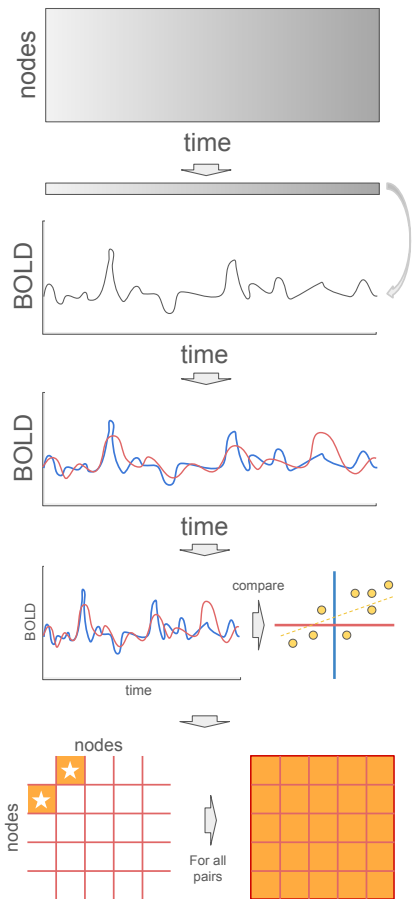 nodes
time
BOLD
time
BOLD
time
BOLD
time
compare
nodes
nodes
For all
pairs